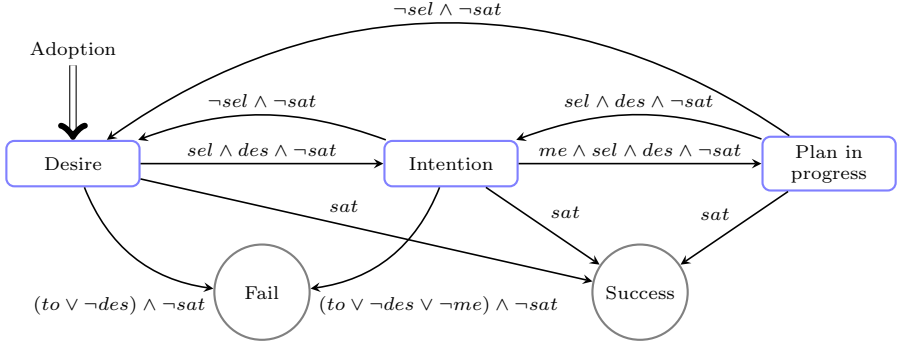 ¬sel ∧ ¬sat
Adoption
¬sel ∧ ¬sat
sel ∧ des ∧ ¬sat
Desire
sel ∧ des ∧ ¬sat
Intention
me ∧ sel ∧ des ∧ ¬sat
Plan in
progress
sat
sat
sat
Fail
Success
(to ∨ ¬des) ∧ ¬sat
(to ∨ ¬des ∨ ¬me) ∧ ¬sat